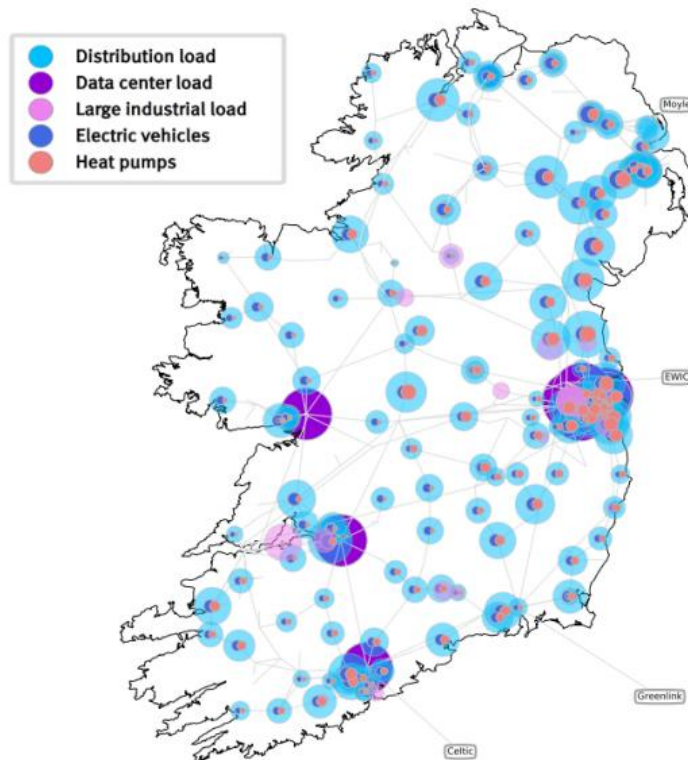 Distribution load
Data center load
Large industrial load
Electric vehicles
Heat pumps
Moyle
EWIC
Greenlink
Celtic